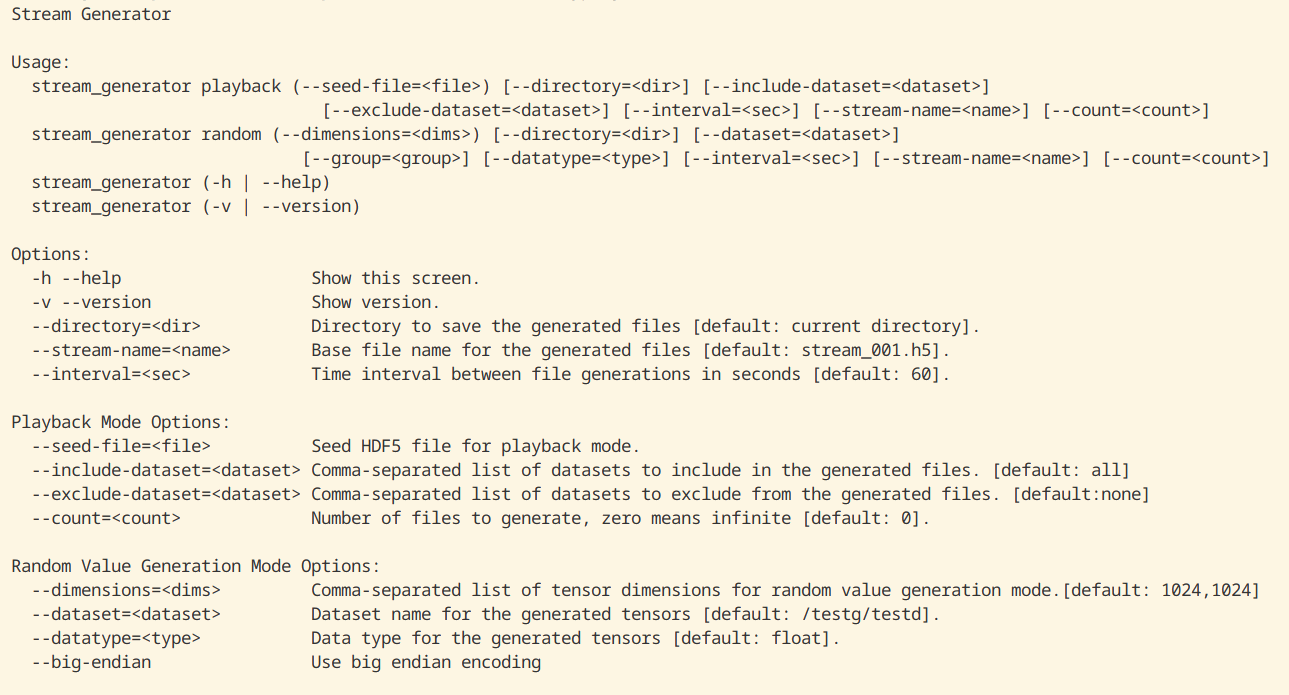 Stream Generator

Usage:
  stream_generator playback (--seed-file=<file>) [--directory=<dir>] [--include-dataset=<dataset>]
                               [--exclude-dataset=<dataset>] [--interval=<sec>] [--stream-name=<name>] [--count=<count>]
  stream_generator random (--dimensions=<dims>) [--directory=<dir>] [--dataset=<dataset>]
                             [--group=<group>] [--datatype=<type>] [--interval=<sec>] [--stream-name=<name>] [--count=<count>]
  stream_generator (-h | --help)
  stream_generator (-v | --version)

Options:
  -h --help                   Show this screen.
  -v --version                Show version.
  --directory=<dir>           Directory to save the generated files [default: current directory].
  --stream-name=<name>        Base file name for the generated files [default: stream_001.h5].
  --interval=<sec>            Time interval between file generations in seconds [default: 60].

Playback Mode Options:
  --seed-file=<file>          Seed HDF5 file for playback mode.
  --include-dataset=<dataset> Comma-separated list of datasets to include in the generated files. [default: all]
  --exclude-dataset=<dataset> Comma-separated list of datasets to exclude from the generated files. [default:none]
  --count=<count>             Number of files to generate, zero means infinite [default: 0].

Random Value Generation Mode Options:
  --dimensions=<dims>         Comma-separated list of tensor dimensions for random value generation mode.[default: 1024,1024]
  --dataset=<dataset>         Dataset name for the generated tensors [default: /testg/testd].
  --datatype=<type>           Data type for the generated tensors [default: float].
  --big-endian                Use big endian encoding